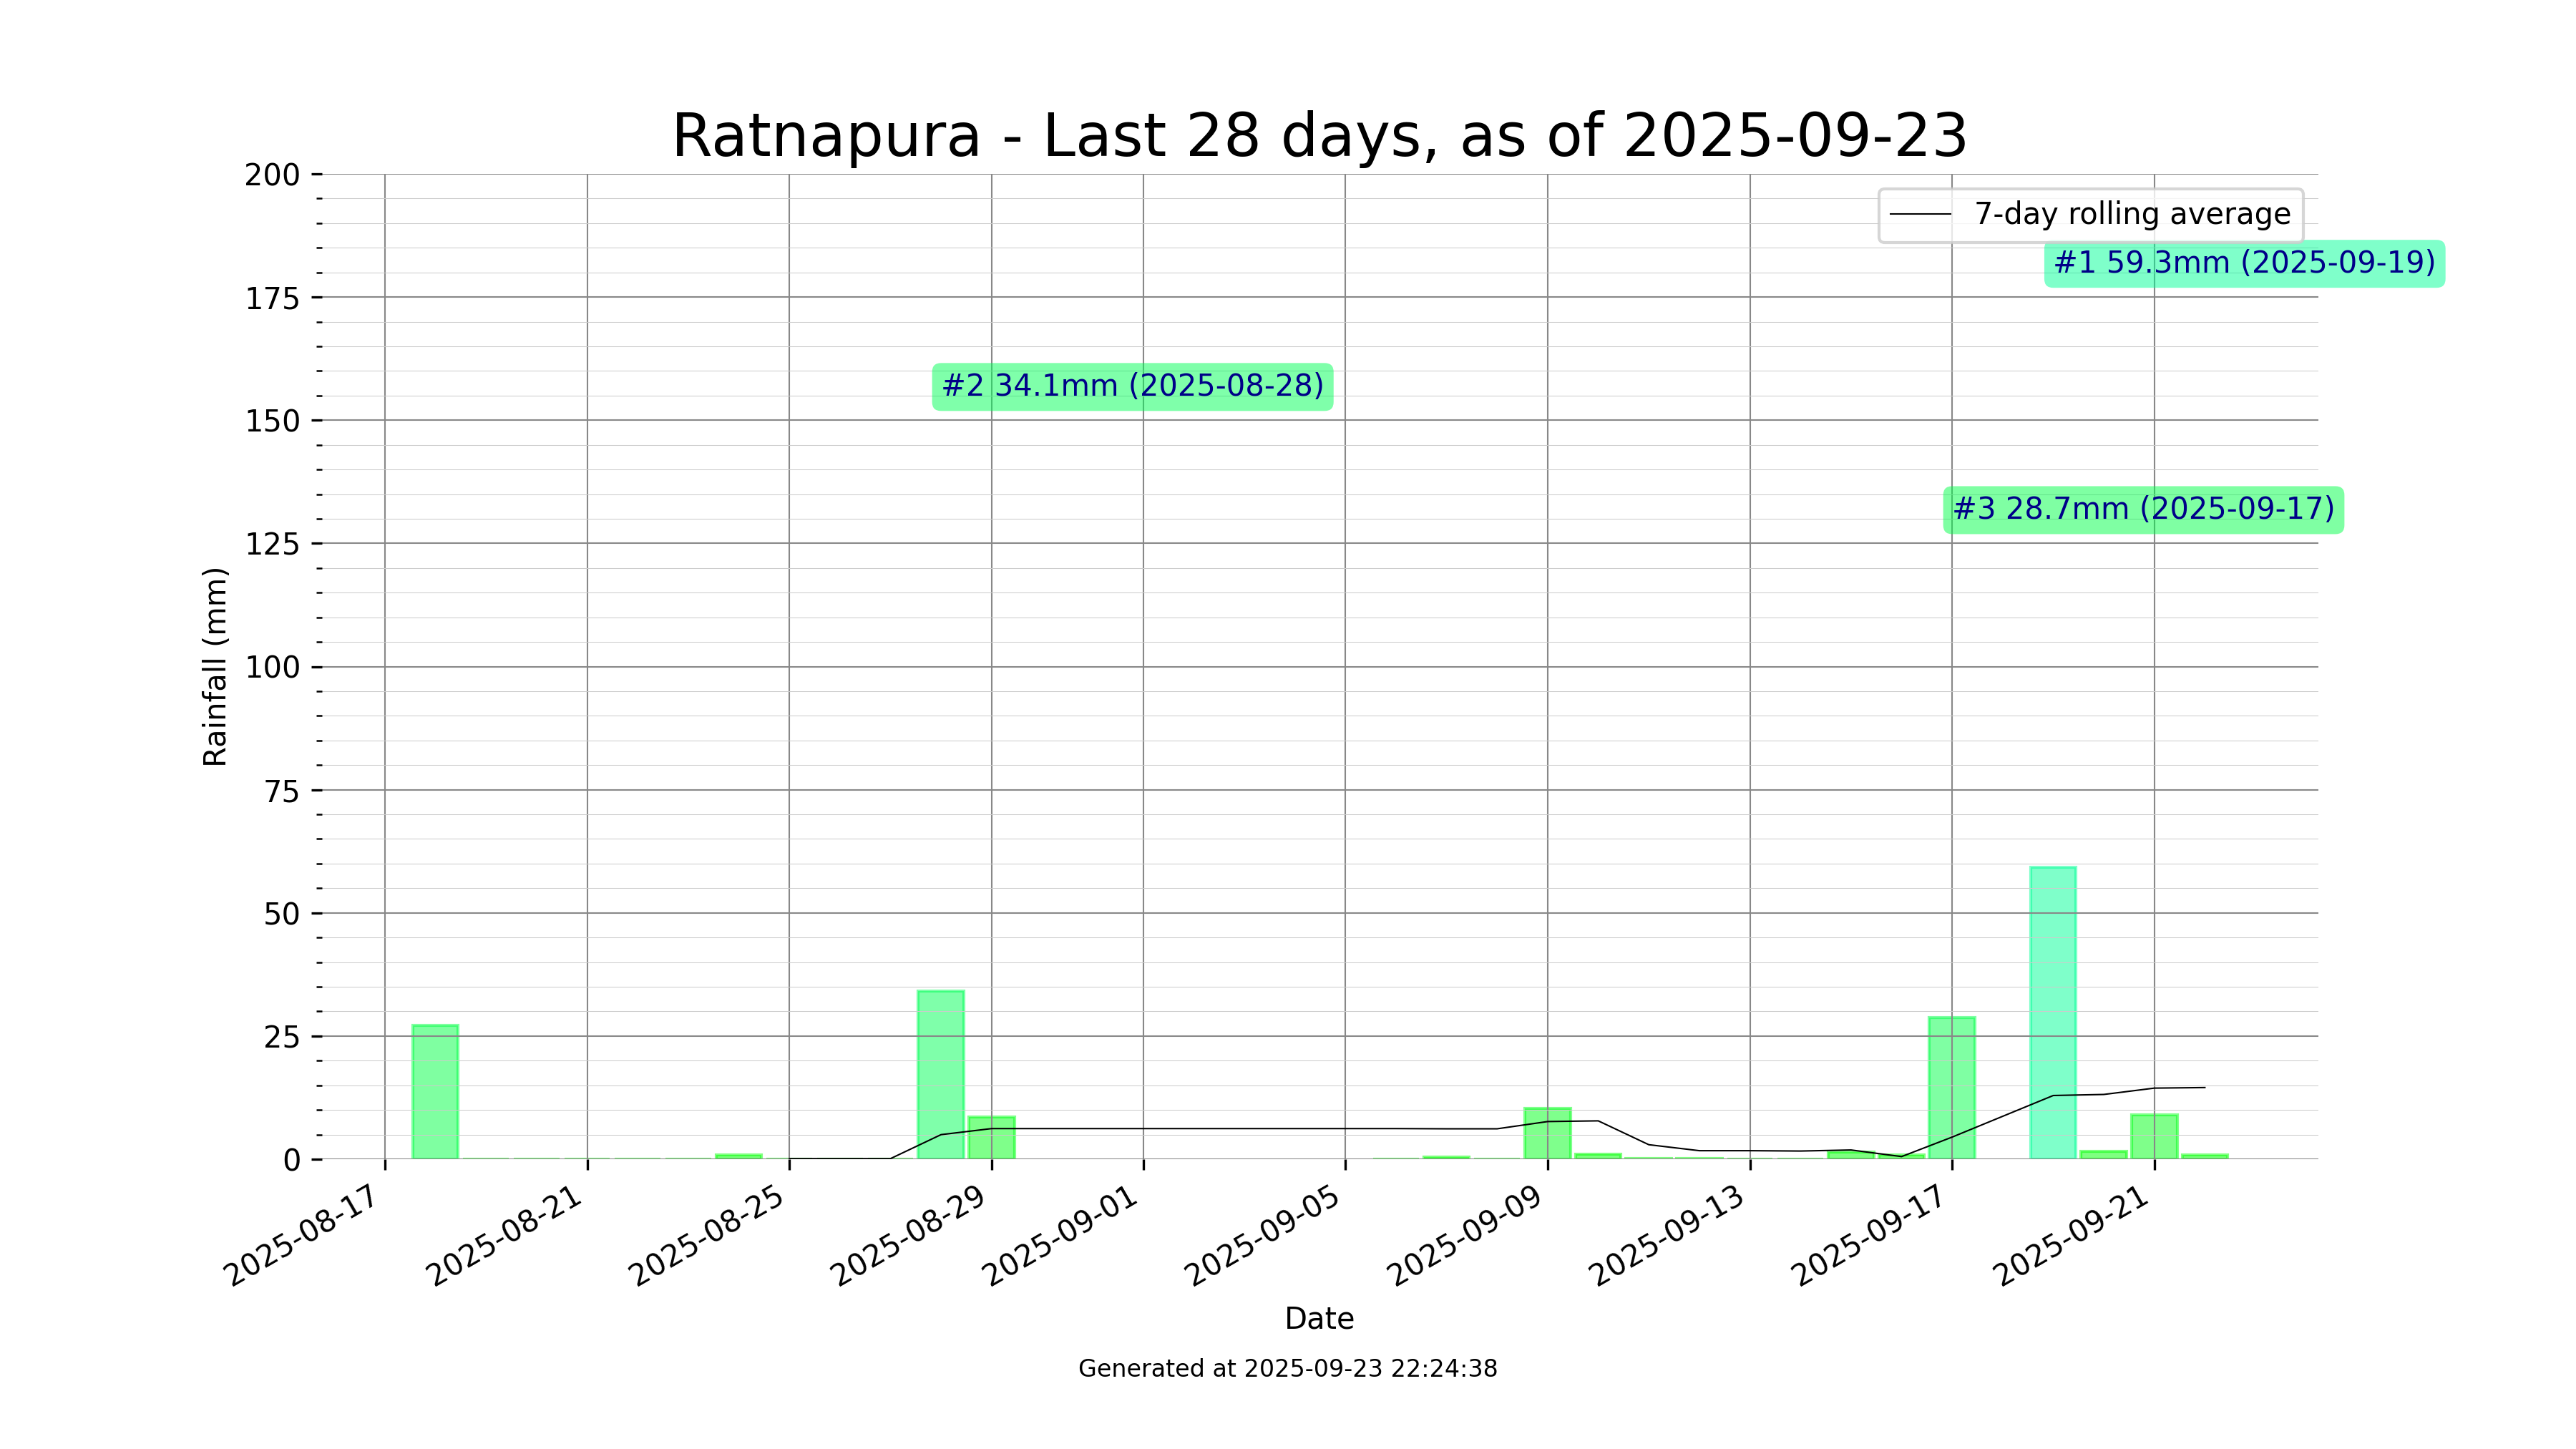 Ratnapura - Last 28 days, as of 2025-09-23
200
175
150
125
100
75
50
25
0
Rainfall (mm)
7-day rolling average
#1 59.3mm (2025-09-19)
#2 34.1mm (2025-08-28)
#3 28.7mm (2025-09-17)
2025-08-17
2025-08-21
2025-08-25
2025-08-29
2025-09-01
2025-09-05
2025-09-09
2025-09-13
2025-09-17
2025-09-21
Date
Generated at 2025-09-23 22:24:38